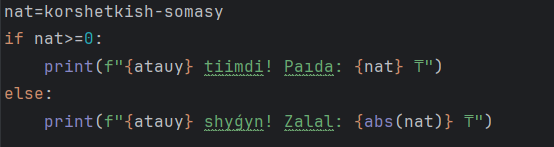 nat=korshetkish-somasy
if nat>=0:
    print(f"{atauy} tiimdi! Paıda: {nat} ₸")
else:
    print(f"{atauy} shyǵyn! Zalal: {abs(nat)} ₸")